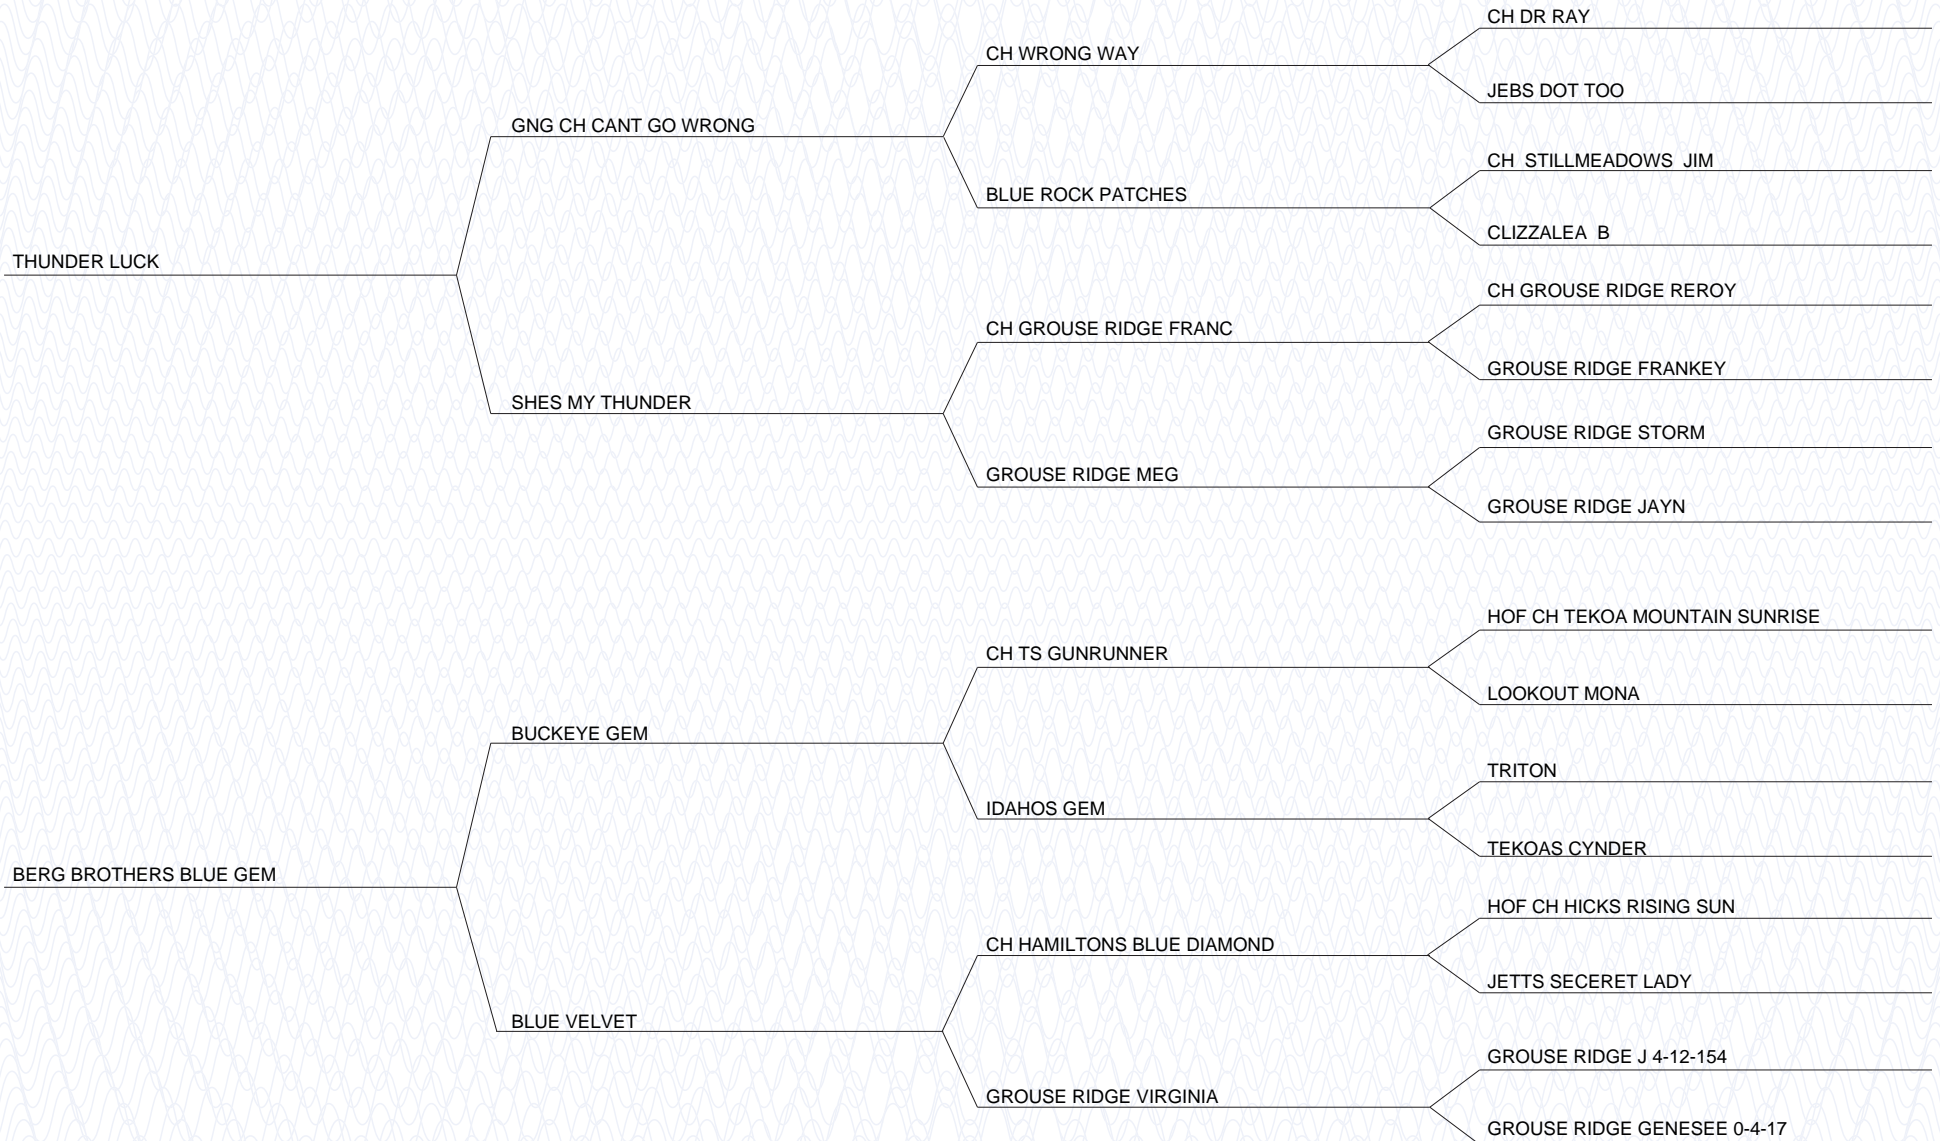 CH DR RAY
CH WRONG WAY
JEBS DOT TOO
GNG CH CANT GO WRONG
CH  STILLMEADOWS  JIM
BLUE ROCK PATCHES
CLIZZALEA  B
THUNDER LUCK
CH GROUSE RIDGE REROY
CH GROUSE RIDGE FRANC
GROUSE RIDGE FRANKEY
SHES MY THUNDER
GROUSE RIDGE STORM
GROUSE RIDGE MEG
GROUSE RIDGE JAYN
HOF CH TEKOA MOUNTAIN SUNRISE
CH TS GUNRUNNER
LOOKOUT MONA
BUCKEYE GEM
TRITON
IDAHOS GEM
TEKOAS CYNDER
BERG BROTHERS BLUE GEM
HOF CH HICKS RISING SUN
CH HAMILTONS BLUE DIAMOND
JETTS SECERET LADY
BLUE VELVET
GROUSE RIDGE J 4-12-154
GROUSE RIDGE VIRGINIA
GROUSE RIDGE GENESEE 0-4-17